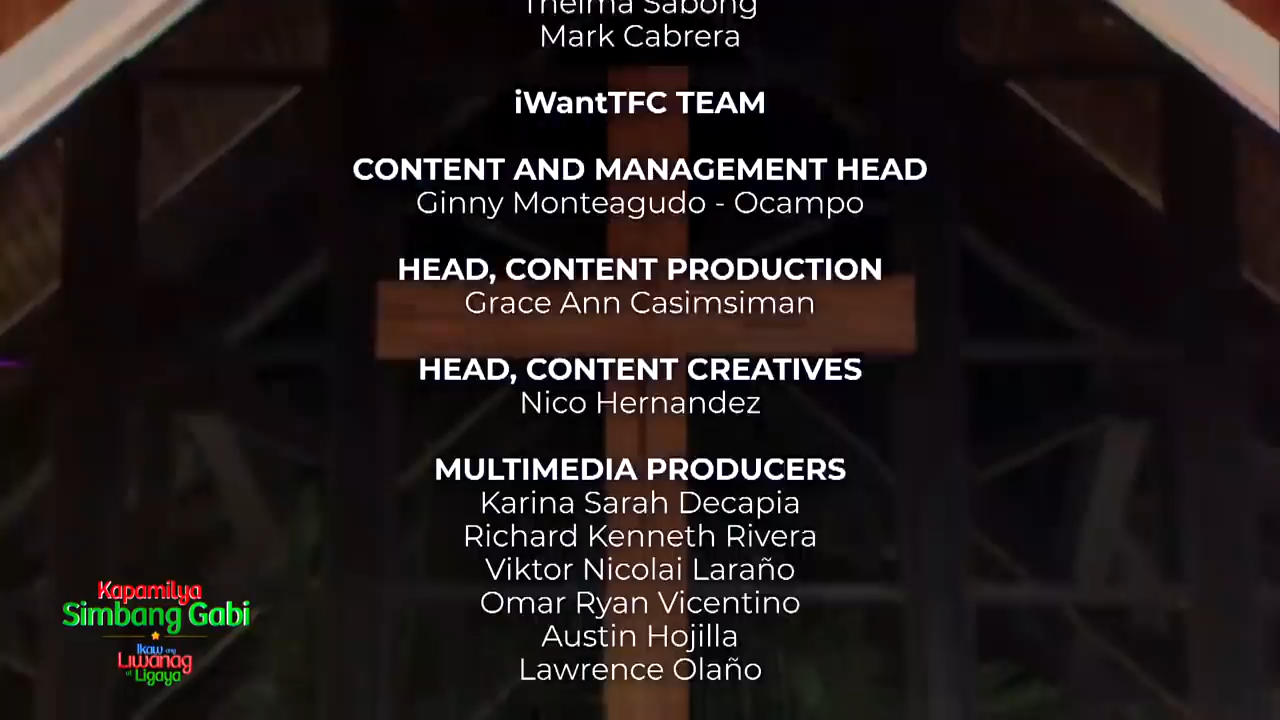 Thelma Sabong
Mark Cabrera
iWantTFC TEAM
CONTENT AND MANAGEMENT HEAD
Ginny Monteagudo - Ocampo
HEAD, CONTENT PRODUCTION
Grace Ann Casimsiman
HEAD, CONTENT CREATIVES
Nico Hernandez
MULTIMEDIA PRODUCERS
Karina Sarah Decapia
Richard Kenneth Rivera
Viktor Nicolai Laraño
Omar Ryan Vicentino
Austin Hojilla
Lawrence Olaño
Kapamilya
Simbang Gabi
Ikaw ang
Liwanag
at Ligaya